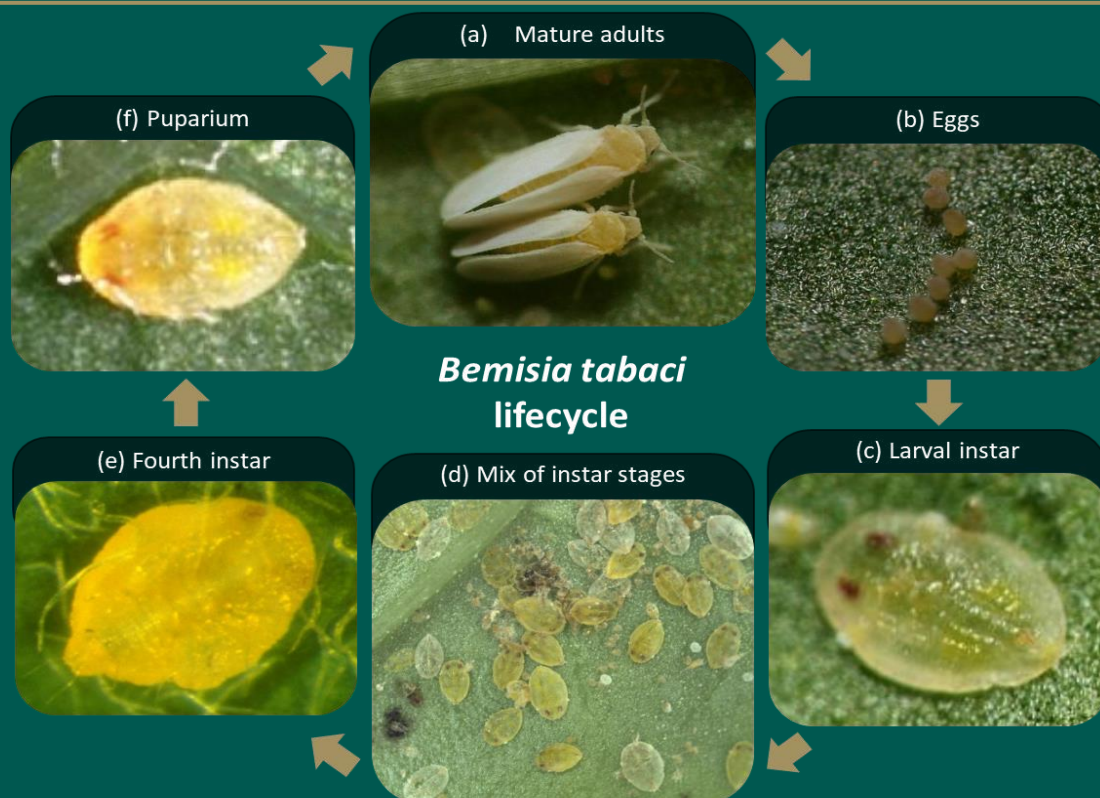 (a) Mature adults
(f) Puparium
(b) Eggs
Bemisia tabaci
lifecycle
(e) Fourth instar
(d) Mix of instar stages
(c) Larval instar